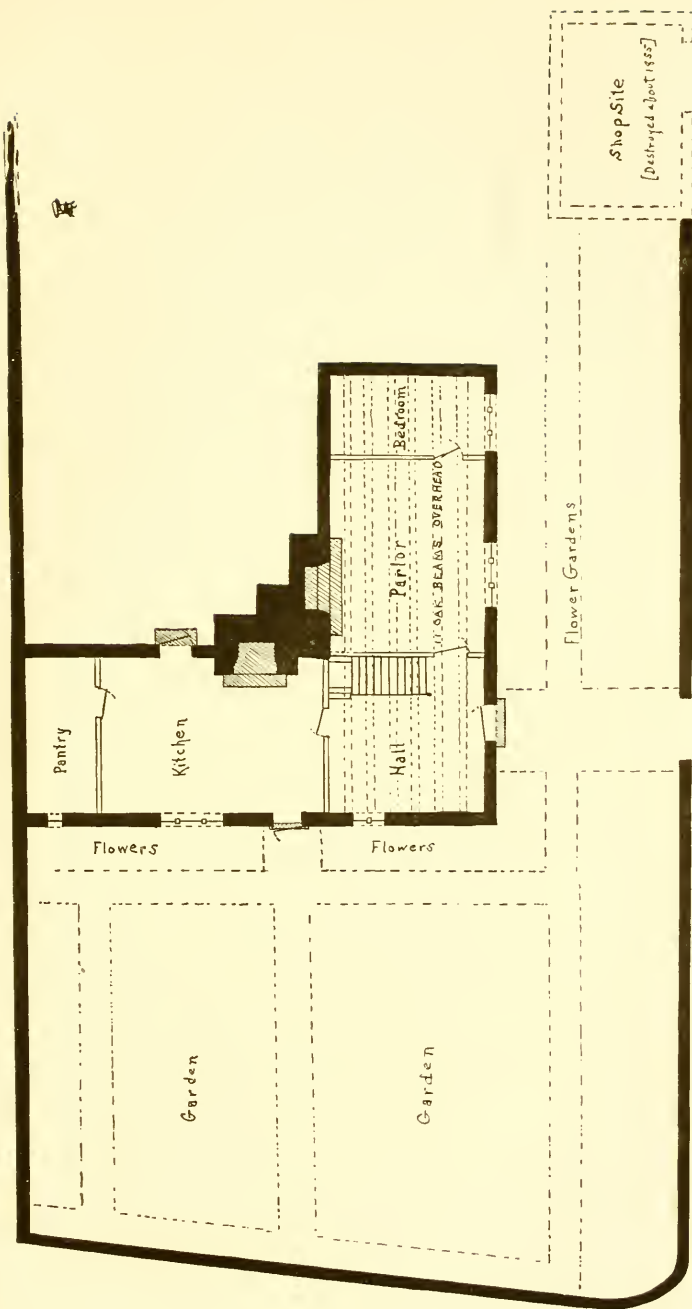 Shop Site
[Destroyed about 1855]
Bedroom
Parlor
11 OAK BEAMS OVERHEAD
Flower Gardens
Pantry
Kitchen
Hall
Flowers
Flowers
Garden
Garden